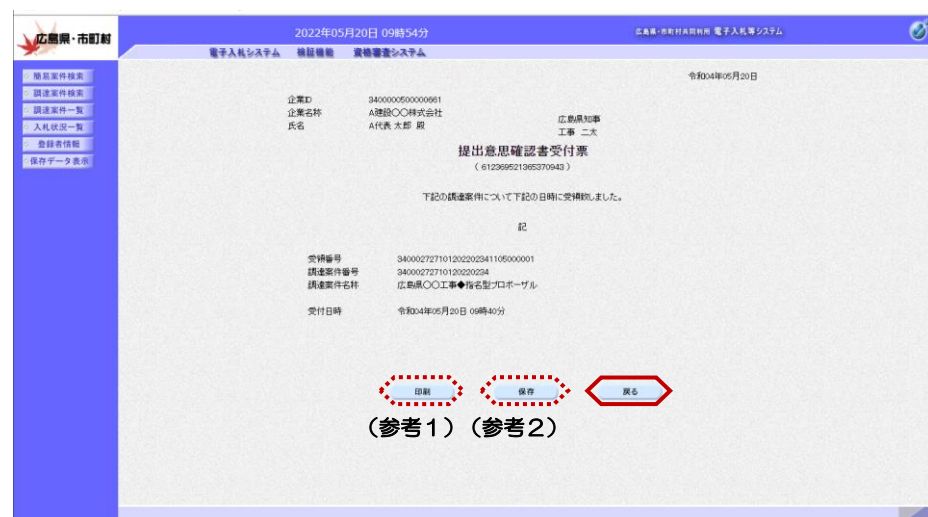 広島県・市町村
2022年05月20日 09時54分
広島県・市町村共同利用 電子入札等システム
電子入札システム 検証機能 資格審査システム
簡易案件検索
調達案件検索
調達案件一覧
入札状況一覧
登録者情報
保存データ表示
令和04年05月20日
企業ID 3400000500000661
企業名称 A建設〇〇株式会社
氏名 A代表 太郎 殿
広島県知事
工事 二太
提出意思確認書受付票
( 612369521365370943 )
下記の調達案件について下記の日時に受領致しました。
記
受領番号 340002727101202202341105000001
調達案件番号 34000272710120220234
調達案件名称 広島県〇〇工事◆指名型プロポーザル
受付日時 令和04年05月20日 09時40分
印刷 保存 戻る
(参考1) (参考2)